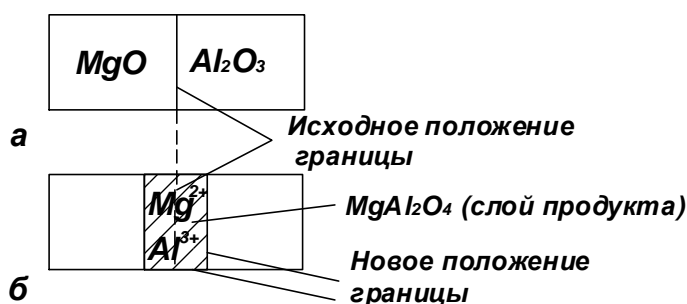 MgO Al₂O₃
а
Исходное положение
границы
Mg²⁺
MgAl₂O₄ (слой продукта)
Al³⁺
Новое положение
б
границы